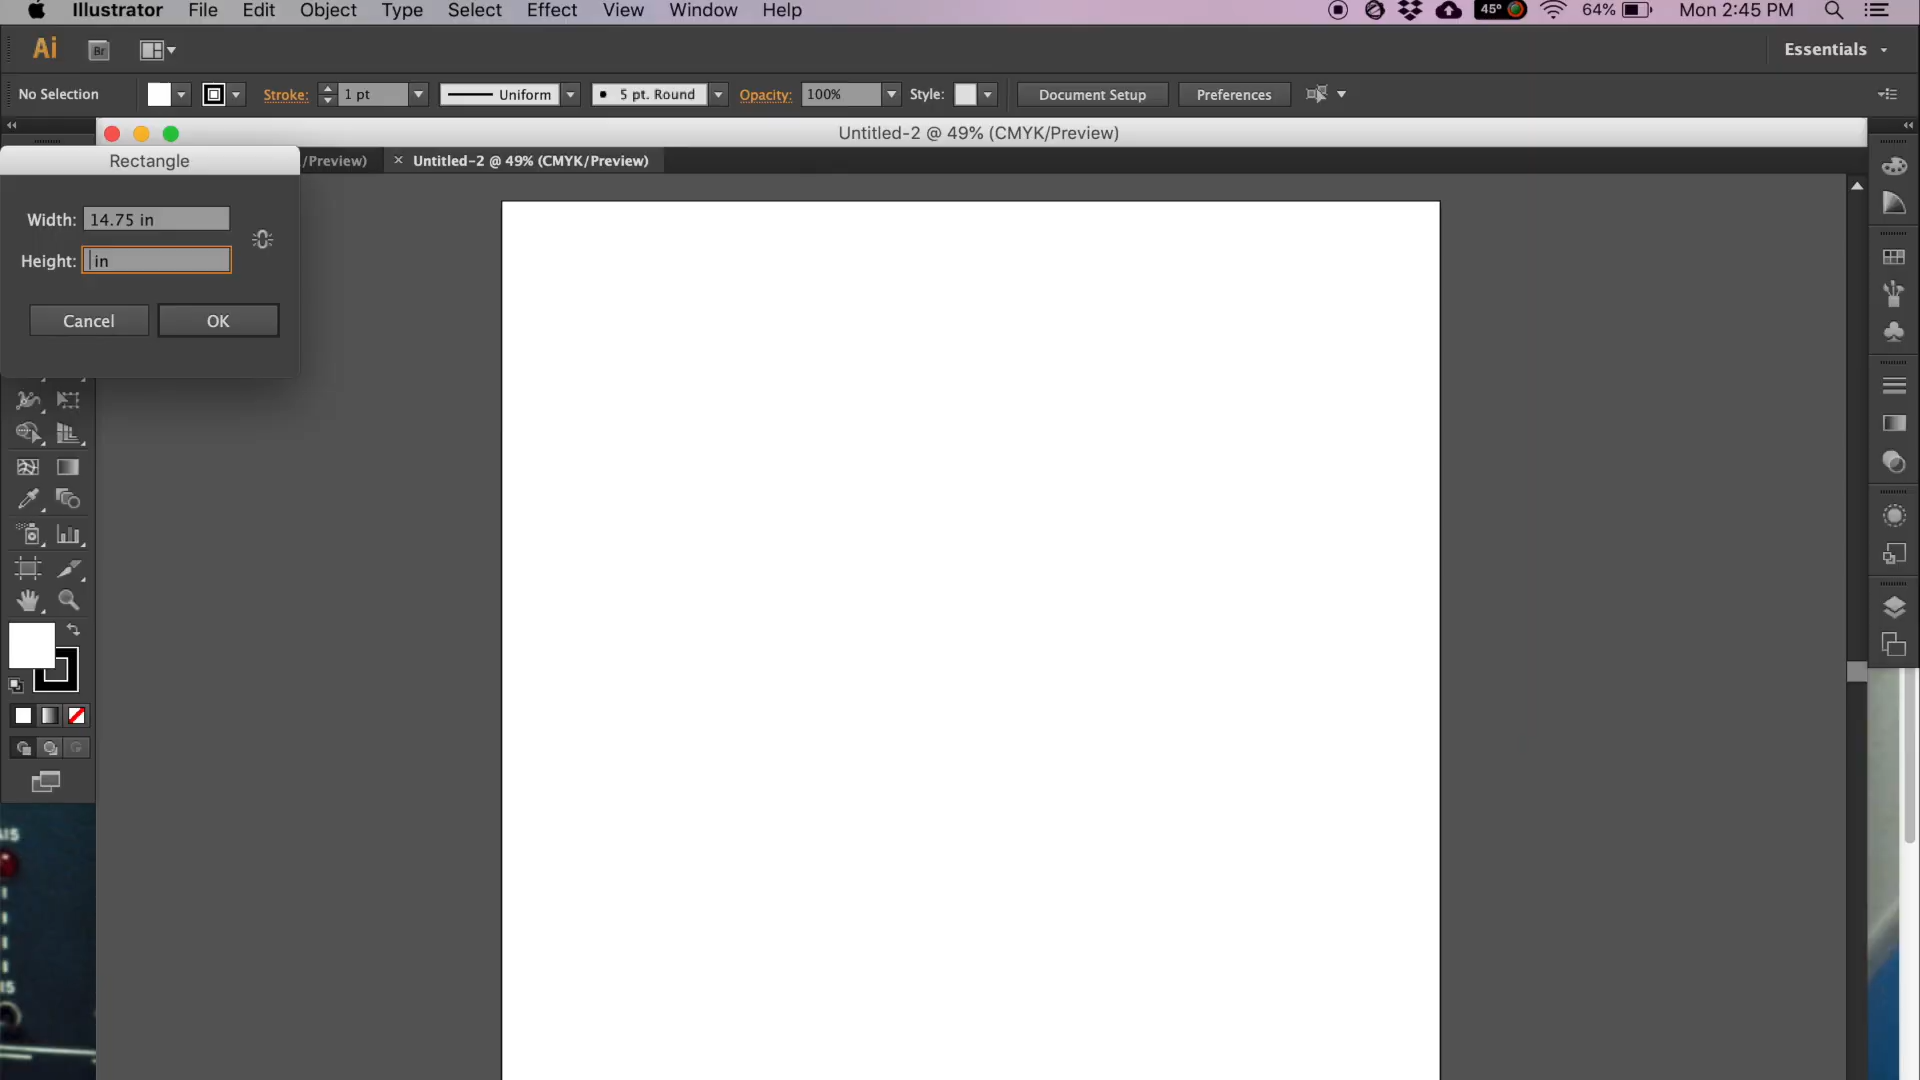 Illustrator File Edit Object Type Select Effect View Window Help 45° 64% Mon 2:45 PM
Ai Br Essentials
No Selection Stroke: 1 pt Uniform 5 pt. Round Opacity: 100% Style: Document Setup Preferences
Untitled-2 @ 49% (CMYK/Preview)
/Preview) × Untitled-2 @ 49% (CMYK/Preview)
Rectangle
Width: 14.75 in
Height: in
Cancel OK